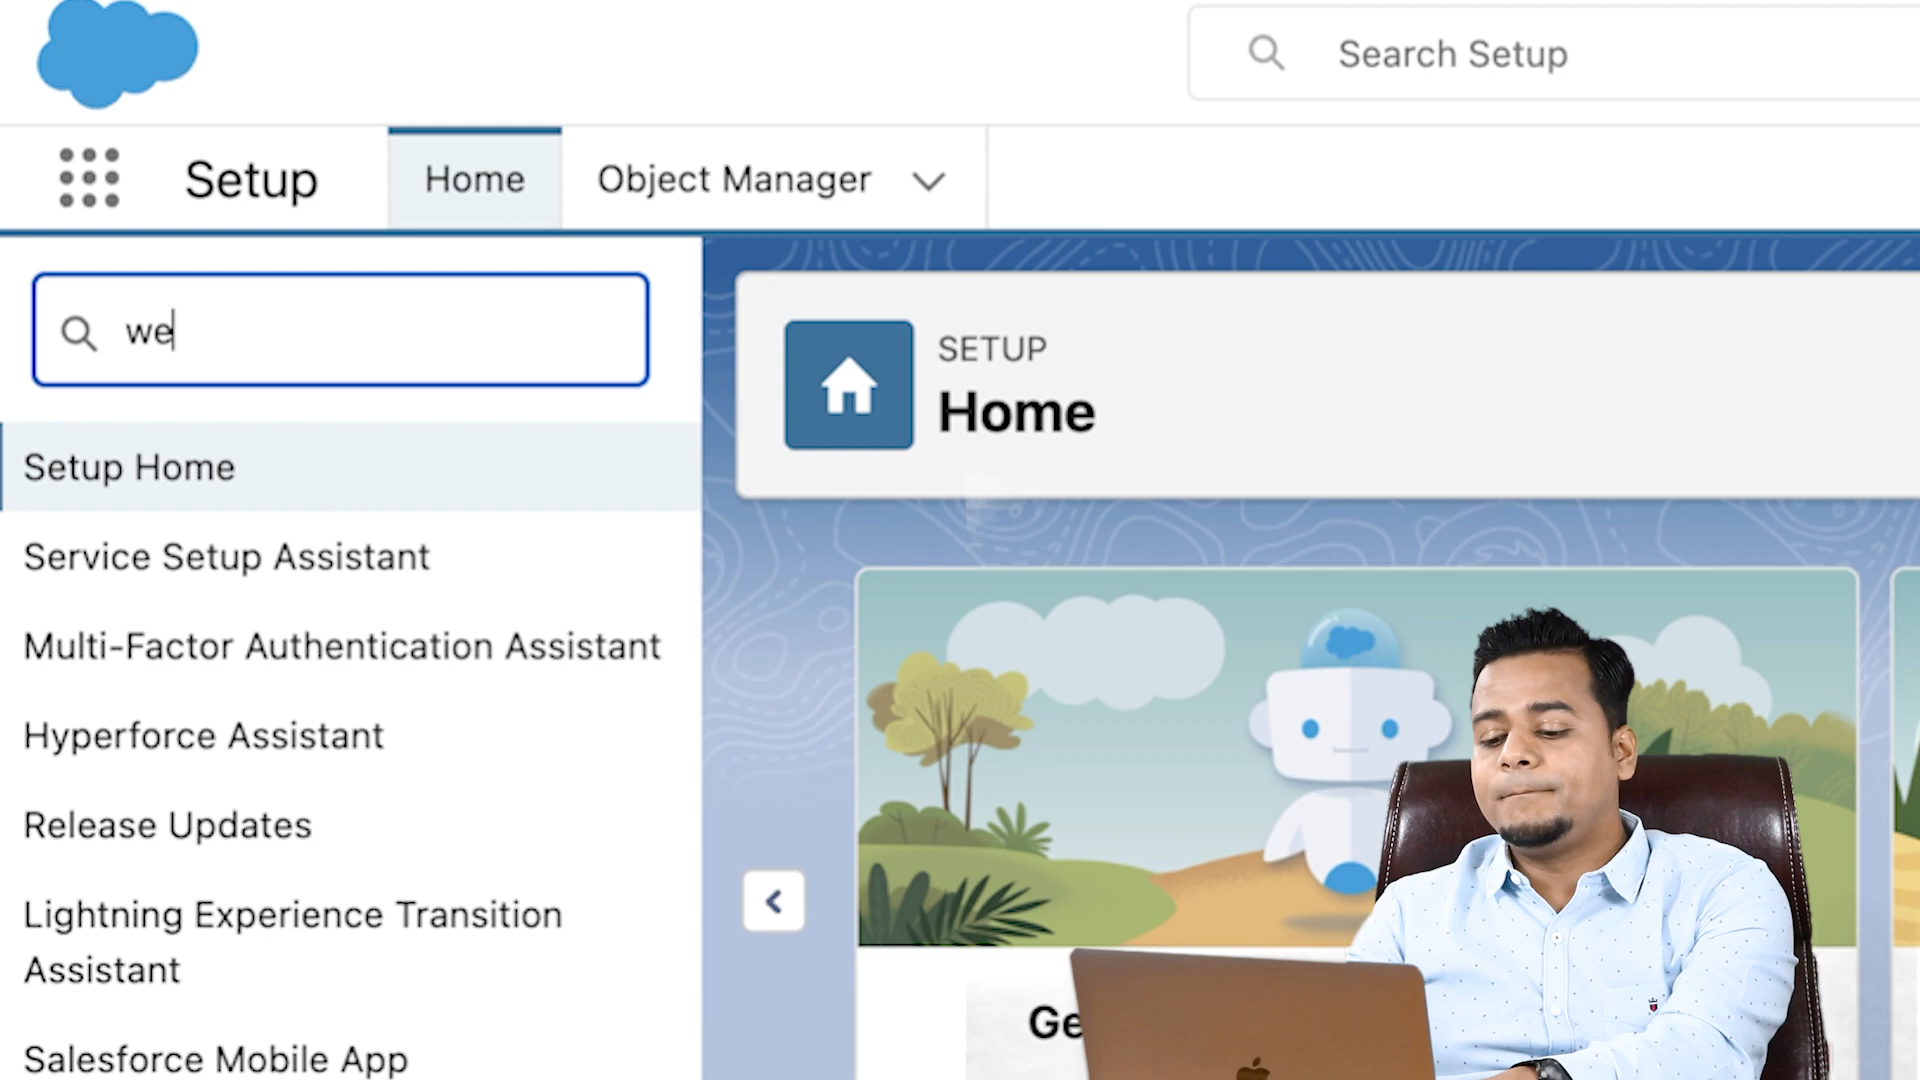 Search Setup
Setup
Home
Object Manager
we
SETUP
Home
Setup Home
Service Setup Assistant
Multi-Factor Authentication Assistant
Hyperforce Assistant
Release Updates
Lightning Experience Transition
Assistant
Salesforce Mobile App
Ge